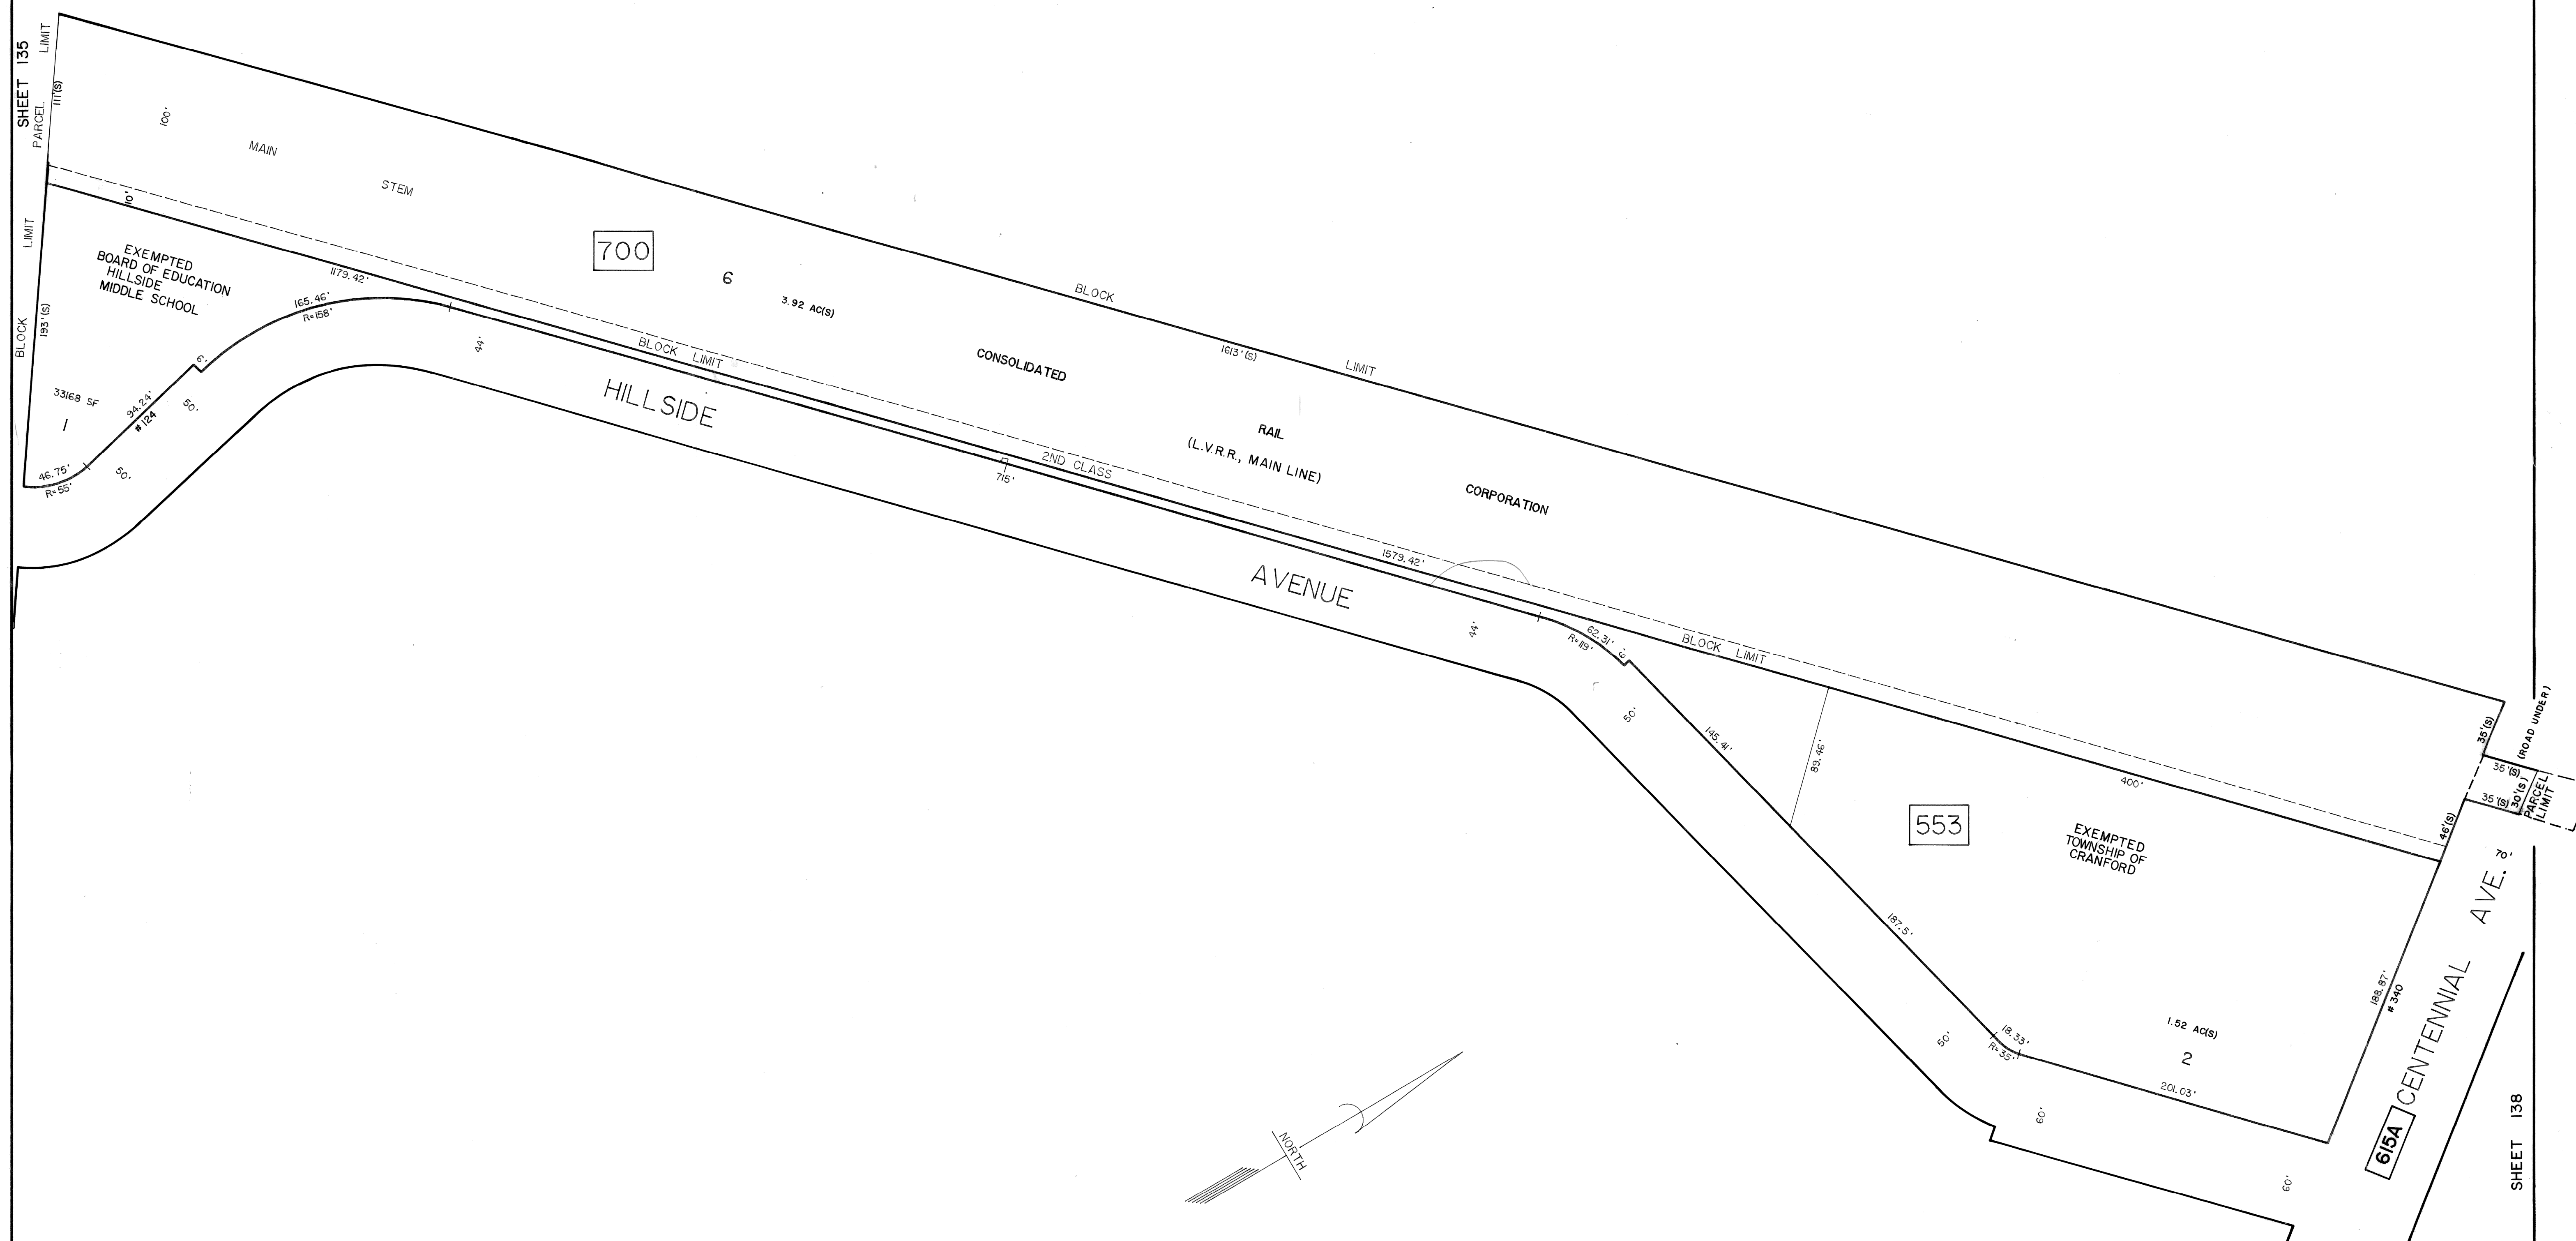 SHEET 135
PARCEL LIMIT
111'(S)
100'
MAIN STEM
10'
BLOCK LIMIT
193'(S)
EXEMPTED
BOARD OF EDUCATION
HILLSIDE
MIDDLE SCHOOL
1179.42'
165.46'
R=158'
6'
94.24'
#124
50'
33168 SF
1
46.75'
R=55'
50'
44'
700
6
3.92 AC(S)
BLOCK LIMIT
1613'(S)
BLOCK LIMIT
CONSOLIDATED RAIL CORPORATION
(L.V.R.R., MAIN LINE)
2ND CLASS
715'
HILLSIDE AVENUE
1579.42'
44'
62.31'
R=119'
6'
50'
BLOCK LIMIT
145.41'
89.46'
400'
553
EXEMPTED
TOWNSHIP OF
CRANFORD
187.5'
50'
18.33'
R=35'
1.52 AC(S)
2
201.03'
60'
60'
188.87'
#340
35'(S)
(ROAD UNDER)
35'(S)
30'(S)
35'(S)
PARCEL
LIMIT
46'(S)
70'
CENTENNIAL AVE.
615A
SHEET 138
NORTH